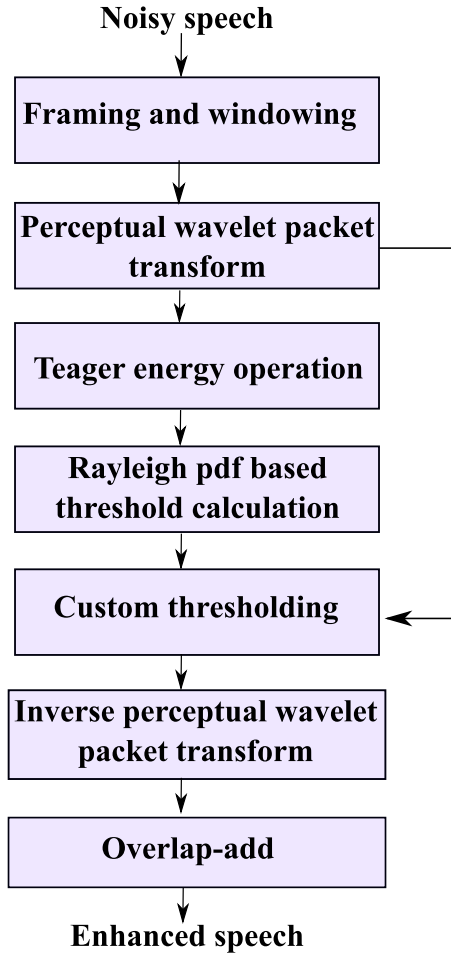 Noisy speech
Framing and windowing
Perceptual wavelet packet
transform
Teager energy operation
Rayleigh pdf based
threshold calculation
Custom thresholding
Inverse perceptual wavelet
packet transform
Overlap-add
Enhanced speech